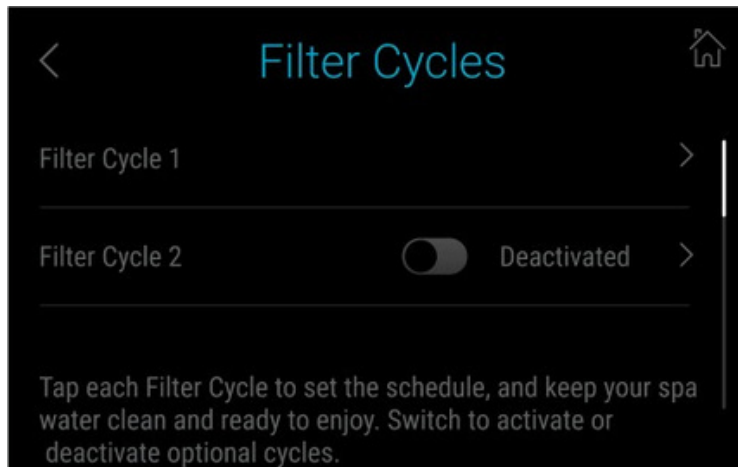 Filter Cycles
Filter Cycle 1
Filter Cycle 2 Deactivated
Tap each Filter Cycle to set the schedule, and keep your spa
water clean and ready to enjoy. Switch to activate or
deactivate optional cycles.